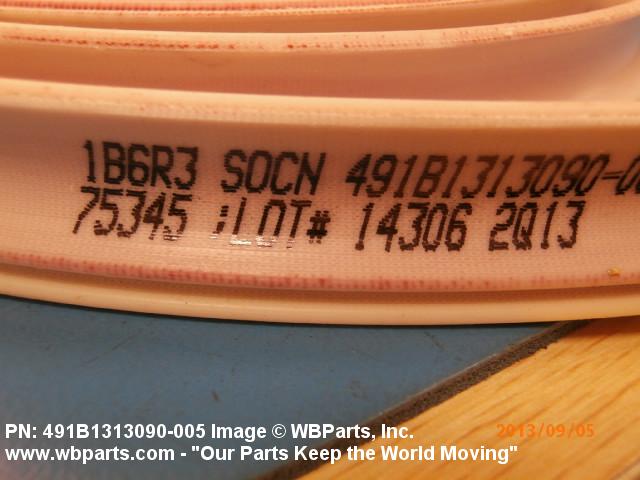 1B6R3 SOCN 491B1313090-00
75345 ;LOT# 14306 2Q13
2013/09/05
PN: 491B1313090-005 Image © WBParts, Inc.
www.wbparts.com - "Our Parts Keep the World Moving"